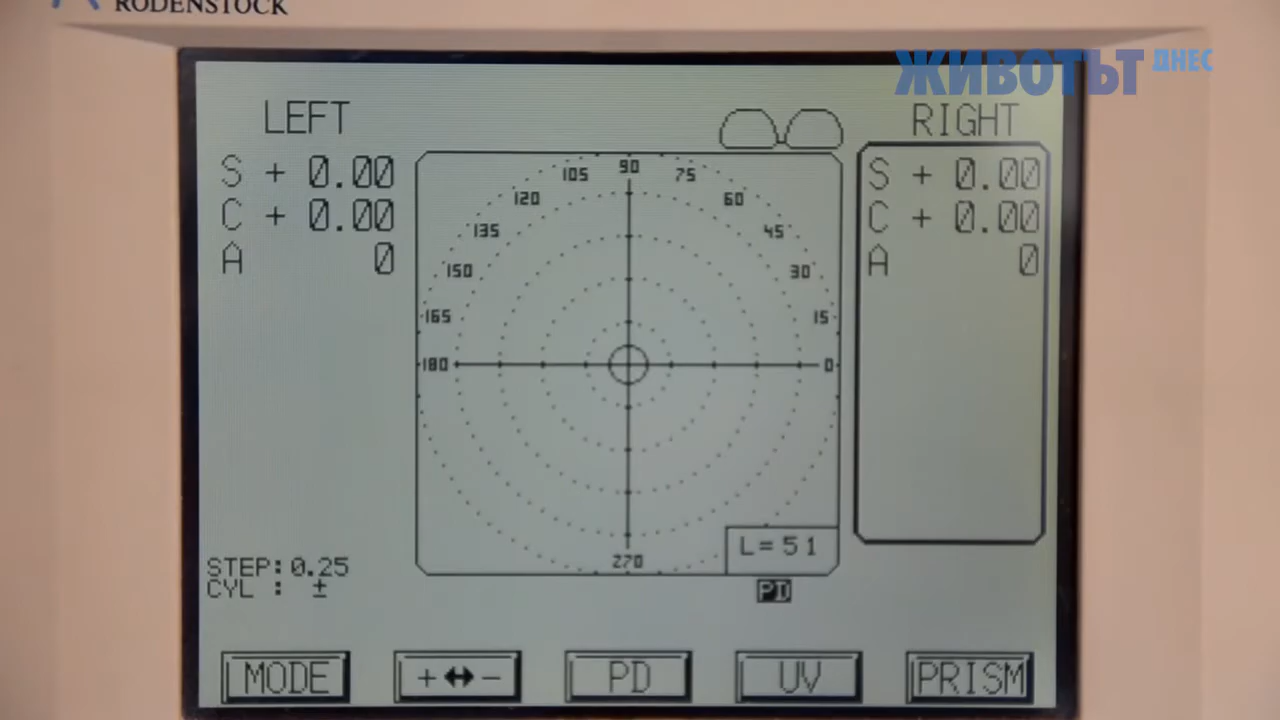 RODENSTOCK
ЖИВОТЪТ ДНЕС
LEFT
S + 0.00
C + 0.00
A 0
RIGHT
S + 0.00
C + 0.00
A 0
90
105 75
120 60
135 45
150 30
165 15
180 0
270
L=51
PD
STEP:0.25
CYL : ±
MODE
+↔−
PD
UV
PRISM